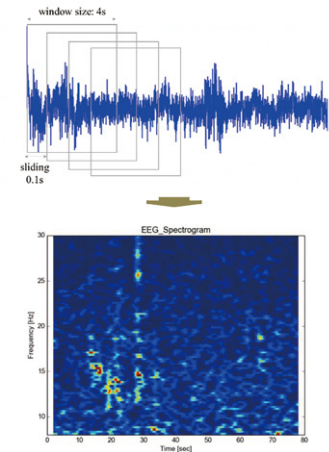 window size: 4s
sliding
0.1s
EEG_Spectrogram
30
25
20
15
10
Frequency [Hz]
0 10 20 30 40 50 60 70 80
Time [sec]